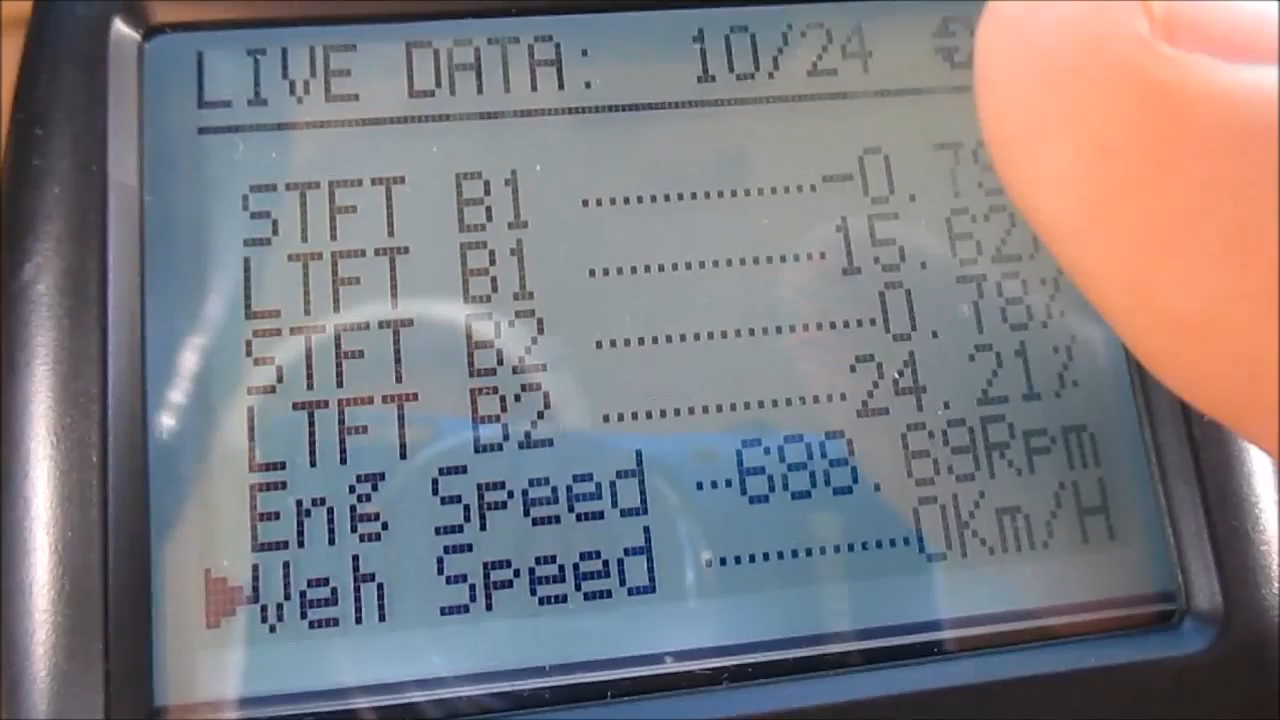 LIVE DATA: 10/24
STFT B1 ..................-0.78
LTFT B1 ..................15.62%
STFT B2 .....................0.78%
LTFT B2 ..................24.21%
Eng Speed ...688.69Rpm
Veh Speed ...............0Km/H